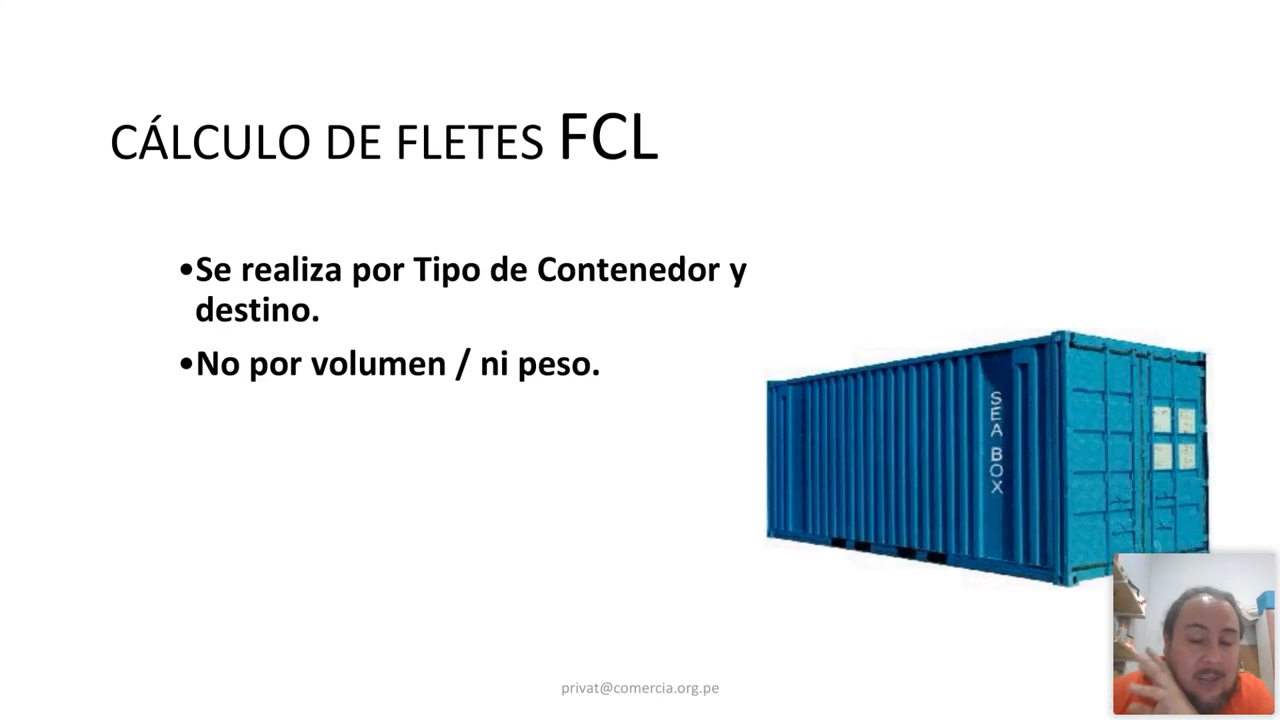 CÁLCULO DE FLETES FCL
•Se realiza por Tipo de Contenedor y
destino.
•No por volumen / ni peso.
SEA BOX
privat@comercia.org.pe